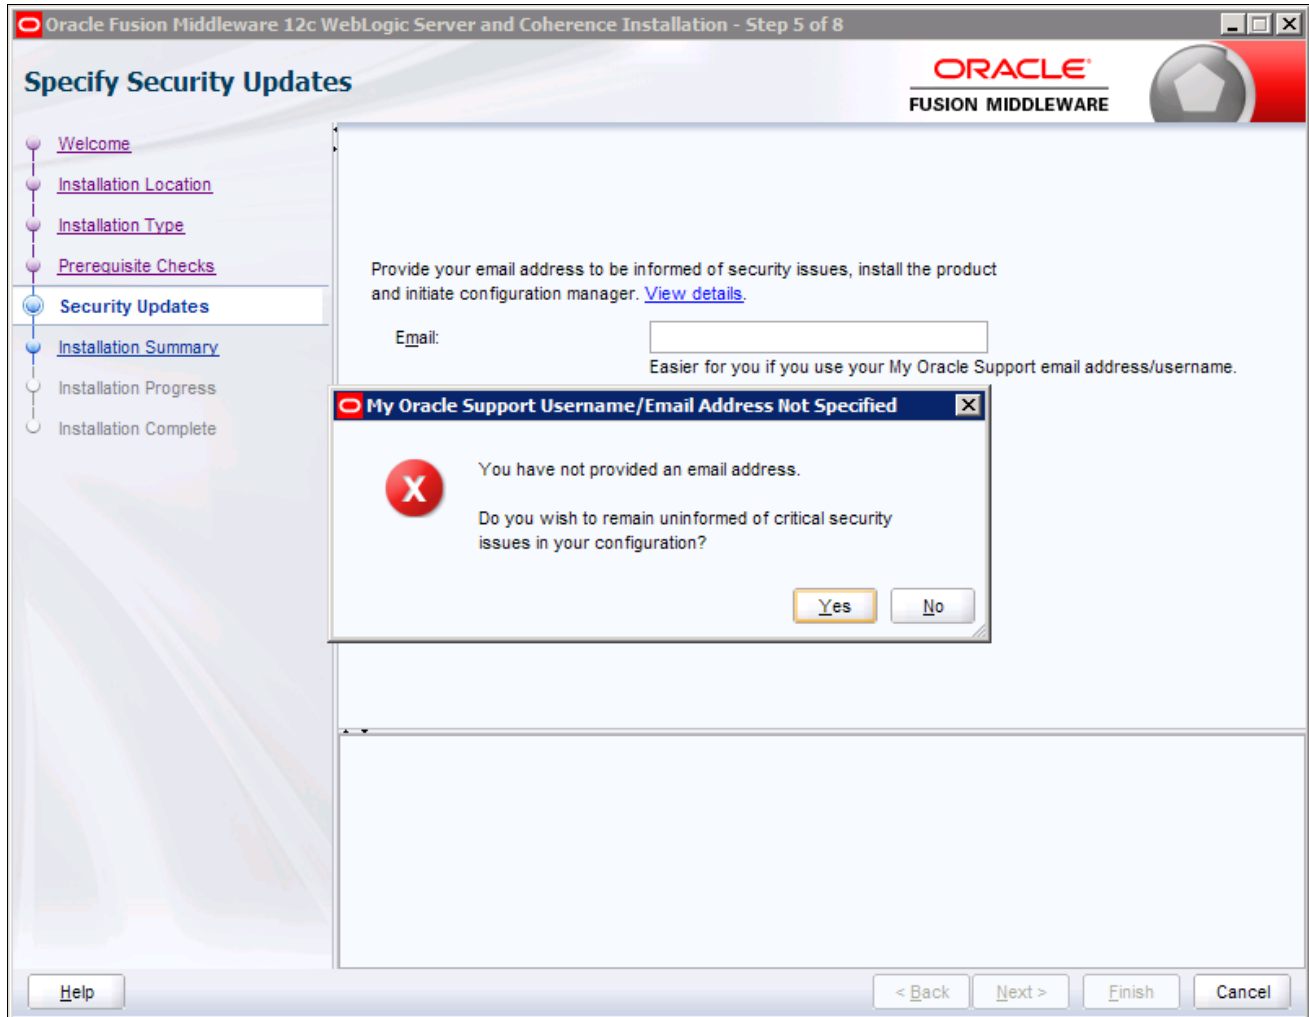 Oracle Fusion Middleware 12c WebLogic Server and Coherence Installation - Step 5 of 8
Specify Security Updates
ORACLE
FUSION MIDDLEWARE
Welcome
Installation Location
Installation Type
Prerequisite Checks
Security Updates
Installation Summary
Installation Progress
Installation Complete
Provide your email address to be informed of security issues, install the product
and initiate configuration manager. View details.
Email:
Easier for you if you use your My Oracle Support email address/username.
My Oracle Support Username/Email Address Not Specified
You have not provided an email address.
Do you wish to remain uninformed of critical security
issues in your configuration?
Yes
No
Help
< Back
Next >
Finish
Cancel